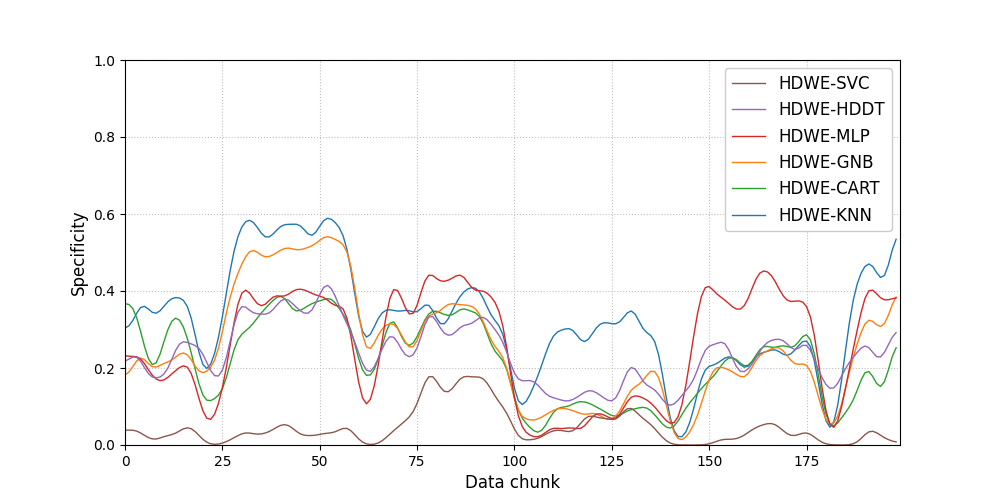 1.0
0.8
0.6
0.4
0.2
0.0
Specificity
HDWE-SVC
HDWE-HDDT
HDWE-MLP
HDWE-GNB
HDWE-CART
HDWE-KNN
0 25 50 75 100 125 150 175
Data chunk